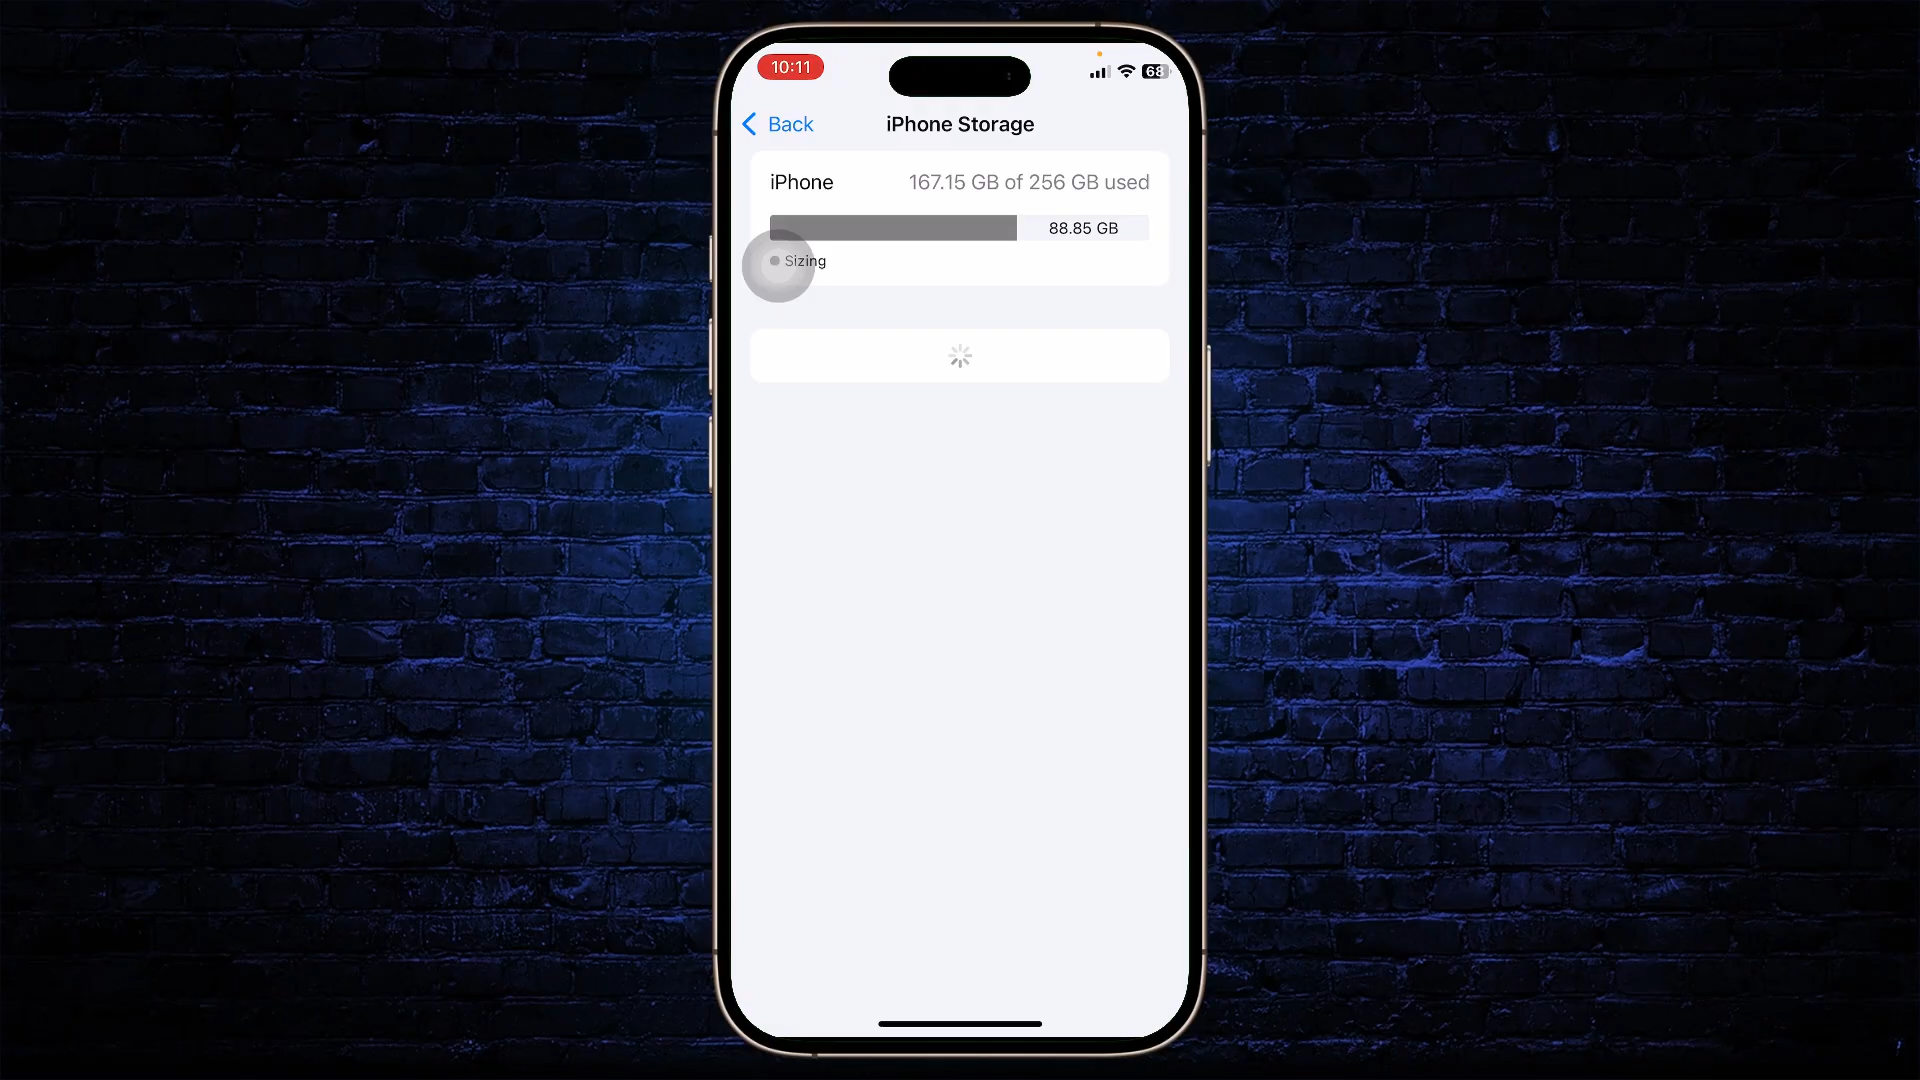 10:11
68
Back
iPhone Storage
iPhone
167.15 GB of 256 GB used
88.85 GB
Sizing